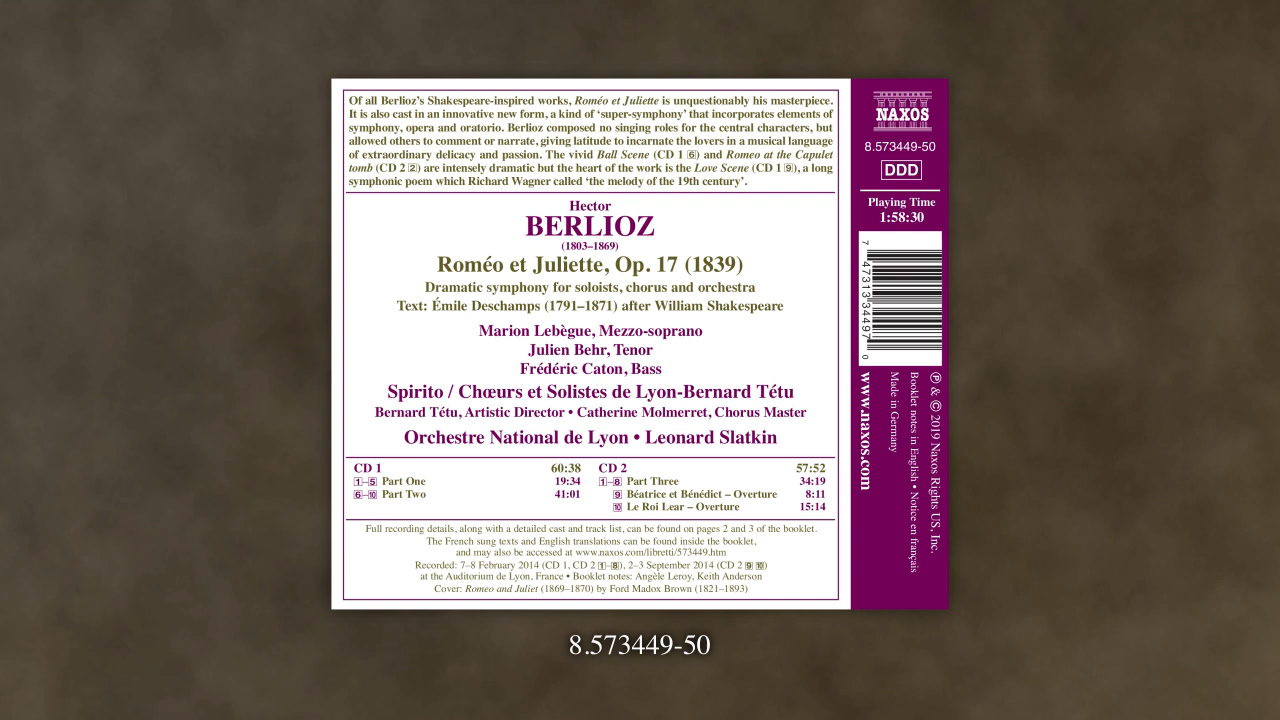 Of all Berlioz's Shakespeare-inspired works, Roméo et Juliette is unquestionably his masterpiece.
It is also cast in an innovative new form, a kind of 'super-symphony' that incorporates elements of
symphony, opera and oratorio. Berlioz composed no singing roles for the central characters, but
allowed others to comment or narrate, giving latitude to incarnate the lovers in a musical language
of extraordinary delicacy and passion. The vivid Ball Scene (CD 1 6) and Romeo at the Capulet
tomb (CD 2 2) are intensely dramatic but the heart of the work is the Love Scene (CD 1 9), a long
symphonic poem which Richard Wagner called 'the melody of the 19th century'.
Hector
BERLIOZ
(1803–1869)
Roméo et Juliette, Op. 17 (1839)
Dramatic symphony for soloists, chorus and orchestra
Text: Émile Deschamps (1791–1871) after William Shakespeare
Marion Lebègue, Mezzo-soprano
Julien Behr, Tenor
Frédéric Caton, Bass
Spirito / Chœurs et Solistes de Lyon-Bernard Tétu
Bernard Tétu, Artistic Director • Catherine Molmerret, Chorus Master
Orchestre National de Lyon • Leonard Slatkin
CD 1 60:38
1–5 Part One 19:34
6–10 Part Two 41:01
CD 2 57:52
1–8 Part Three 34:19
9 Béatrice et Bénédict – Overture 8:11
10 Le Roi Lear – Overture 15:14
Full recording details, along with a detailed cast and track list, can be found on pages 2 and 3 of the booklet.
The French sung texts and English translations can be found inside the booklet,
and may also be accessed at www.naxos.com/libretti/573449.htm
Recorded: 7–8 February 2014 (CD 1, CD 2 1–8), 2–3 September 2014 (CD 2 9 10)
at the Auditorium de Lyon, France • Booklet notes: Angèle Leroy, Keith Anderson
Cover: Romeo and Juliet (1869–1870) by Ford Madox Brown (1821–1893)
NAXOS
8.573449-50
DDD
Playing Time
1:58:30
7 47313 34497 0
℗ & © 2019 Naxos Rights US, Inc.
Booklet notes in English • Notice en français
Made in Germany
www.naxos.com
8.573449-50